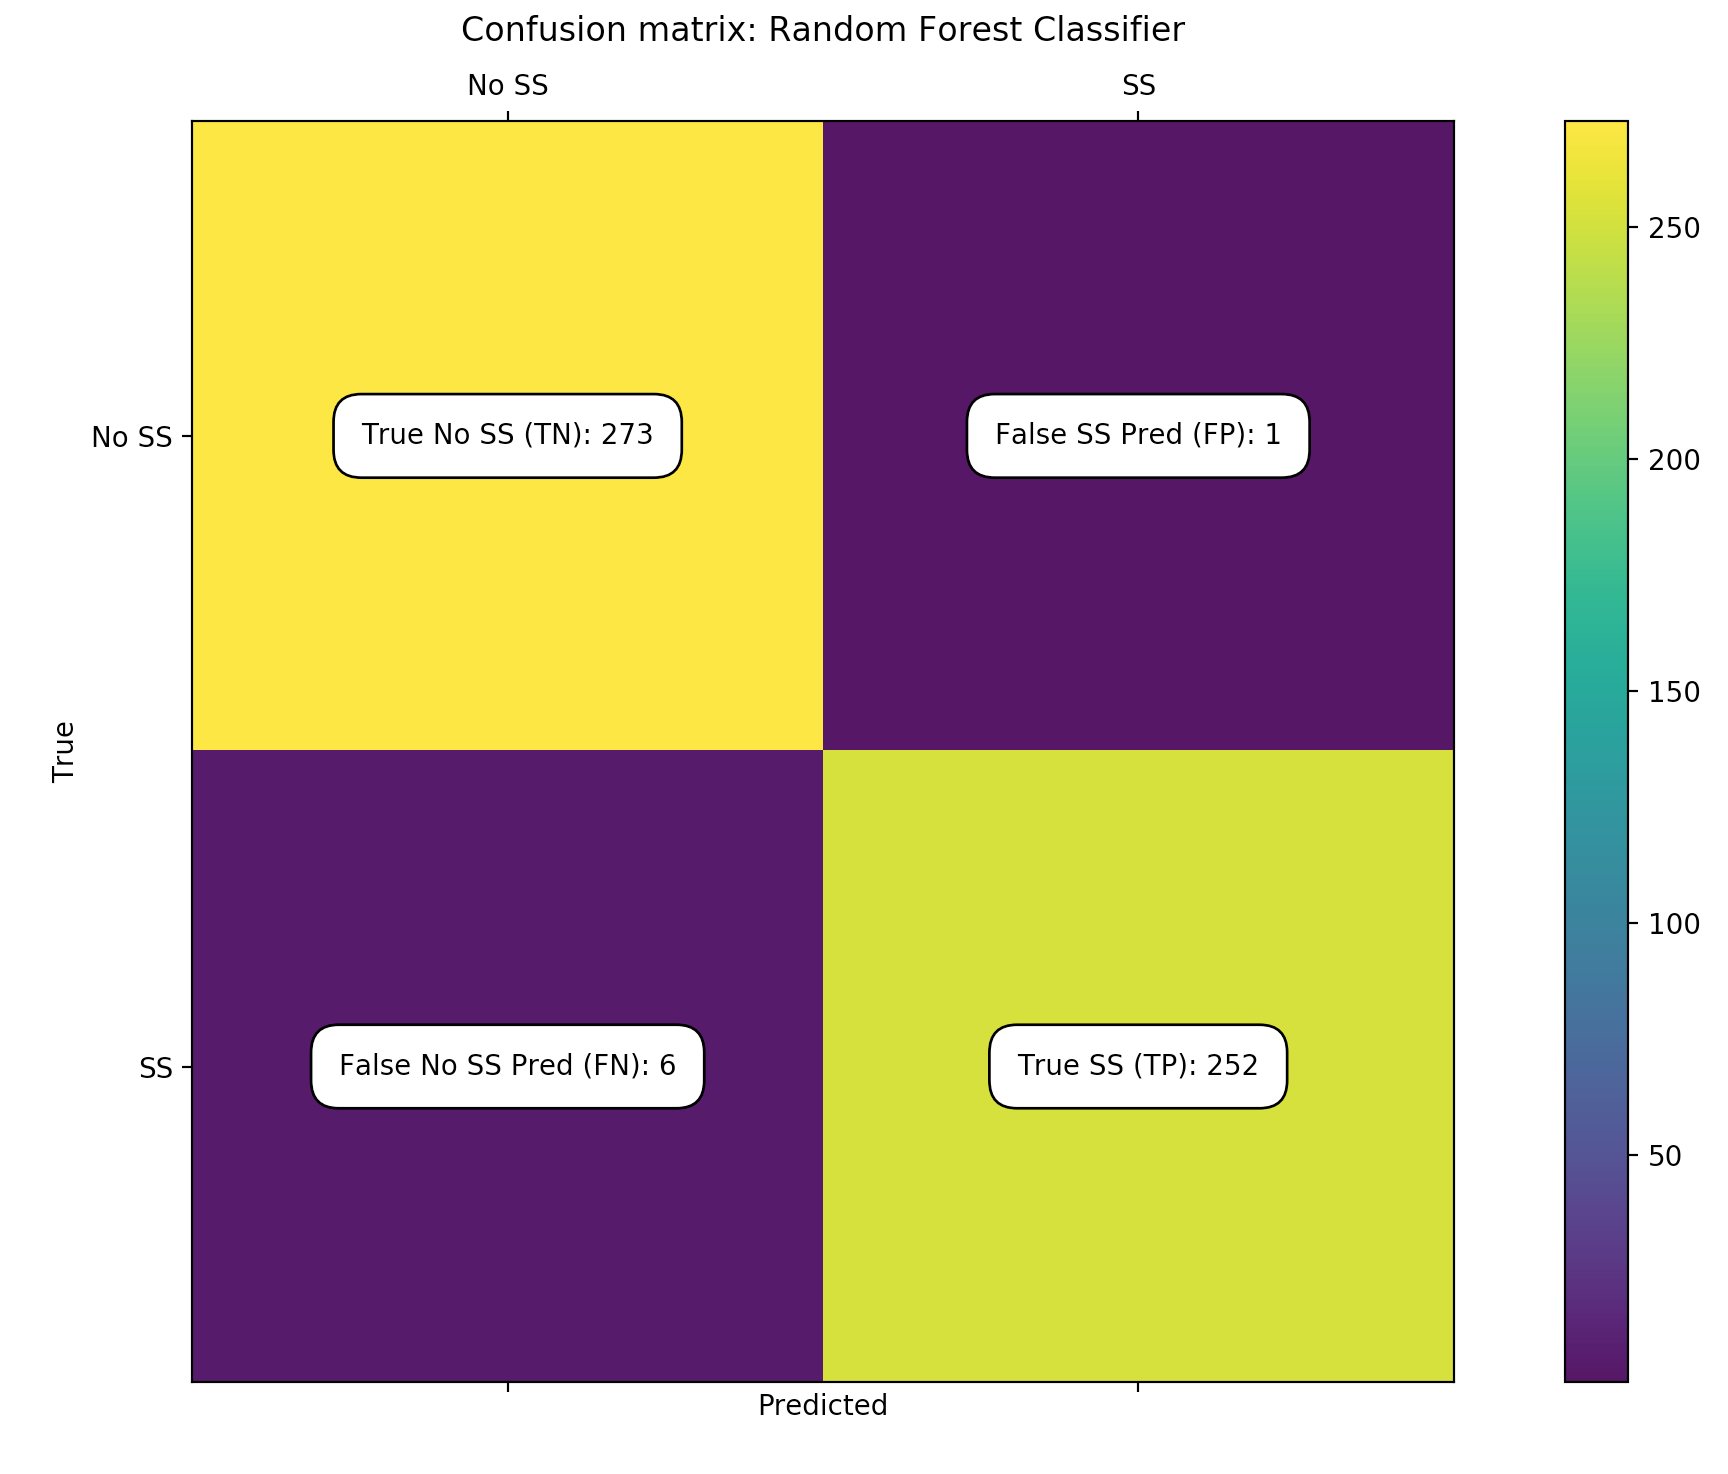 Confusion matrix: Random Forest Classifier
No SS SS
250
True No SS (TN): 273 False SS Pred (FP): 1
No SS
200
150
True
100
False No SS Pred (FN): 6 True SS (TP): 252
SS
50
Predicted